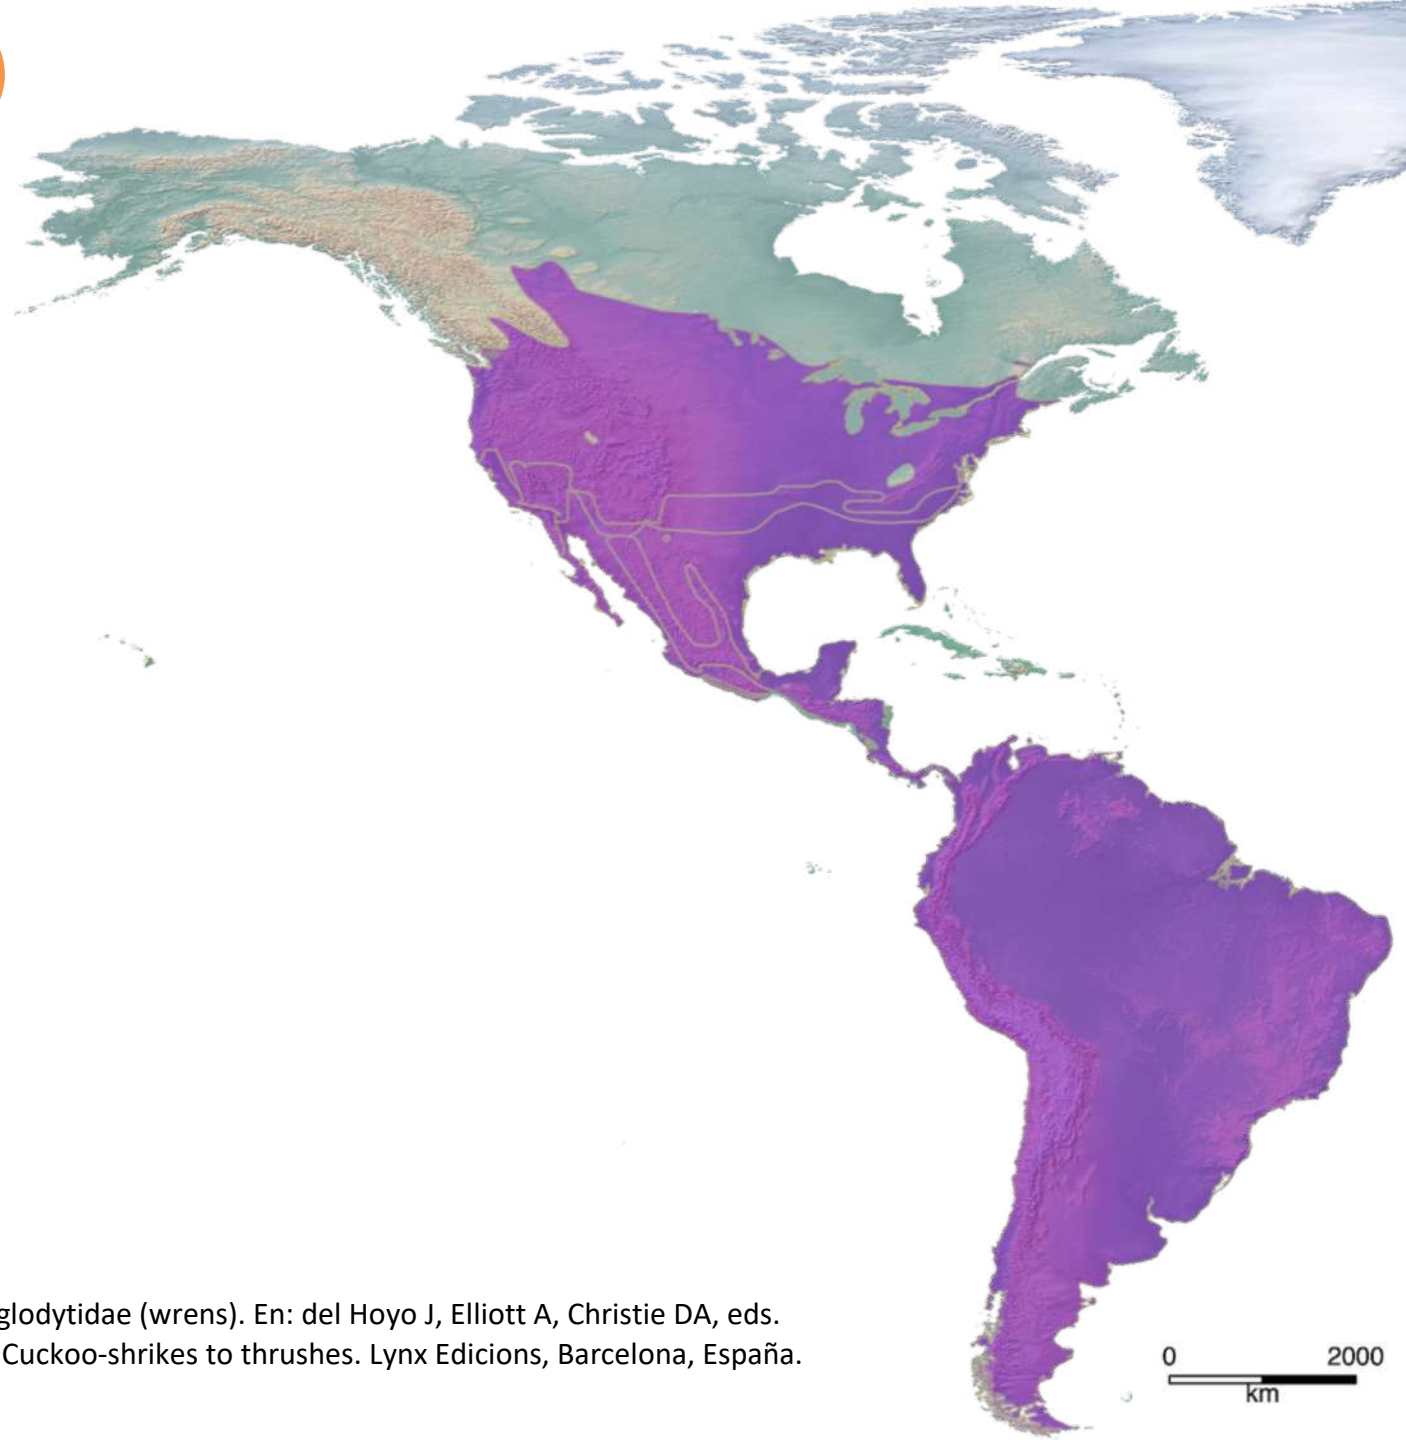 glodytidae (wrens). En: del Hoyo J, Elliott A, Christie DA, eds.
Cuckoo-shrikes to thrushes. Lynx Edicions, Barcelona, España.
0 2000
km